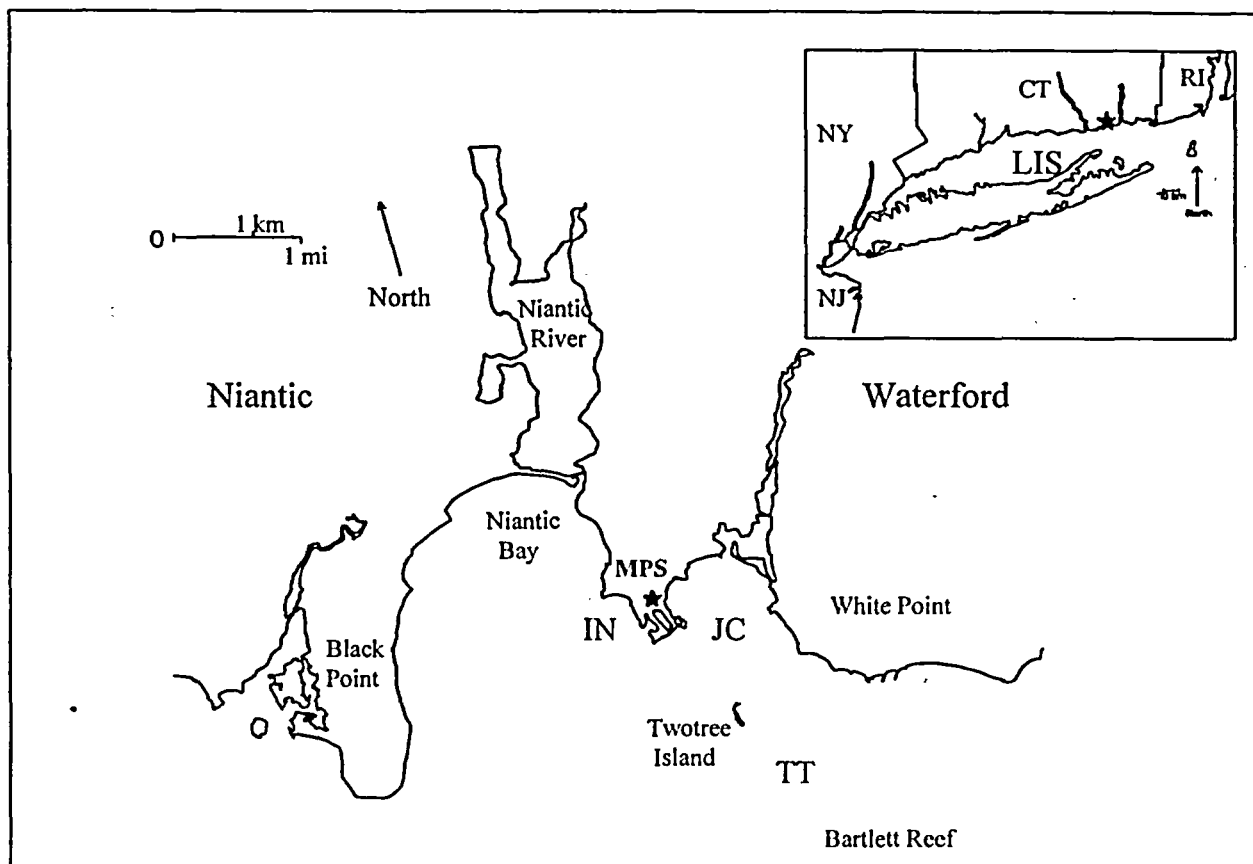 CT
RI
NY
LIS
NJ
1 km
0
1 mi
North
Niantic
River
Niantic
Waterford
Niantic
Bay
MPS
IN
JC
White Point
Black
Point
Twotree
Island
TT
Bartlett Reef